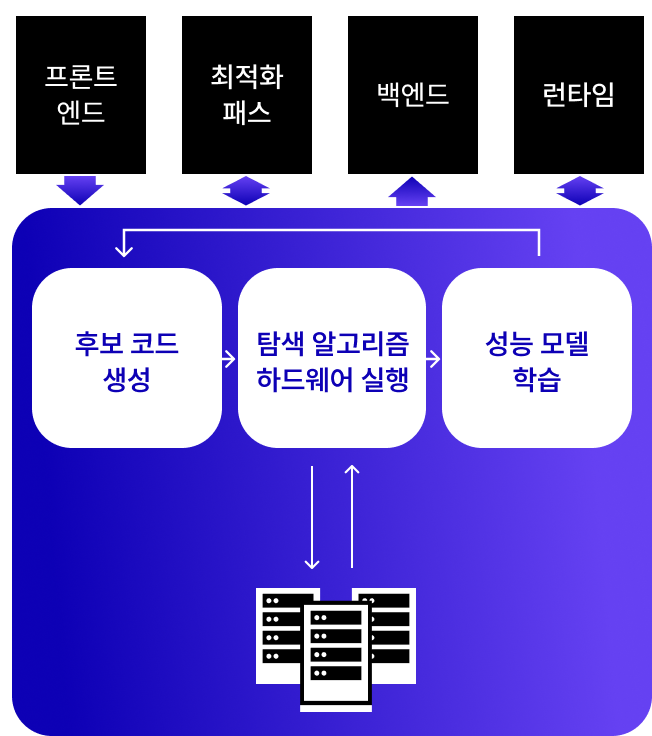 프론트
엔드
최적화
패스
백엔드
런타임
후보 코드
생성
탐색 알고리즘
하드웨어 실행
성능 모델
학습